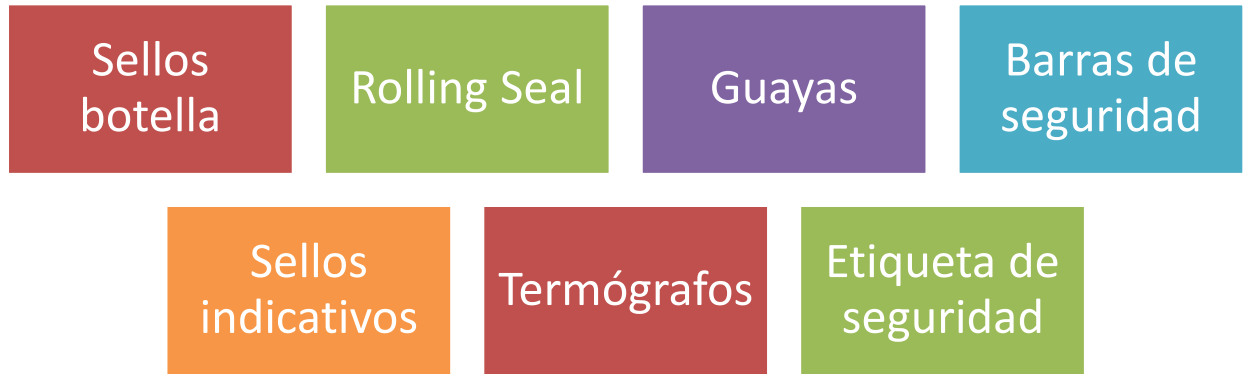 Sellos
botella
Rolling Seal
Guayas
Barras de
seguridad
Sellos
indicativos
Termógrafos
Etiqueta de
seguridad